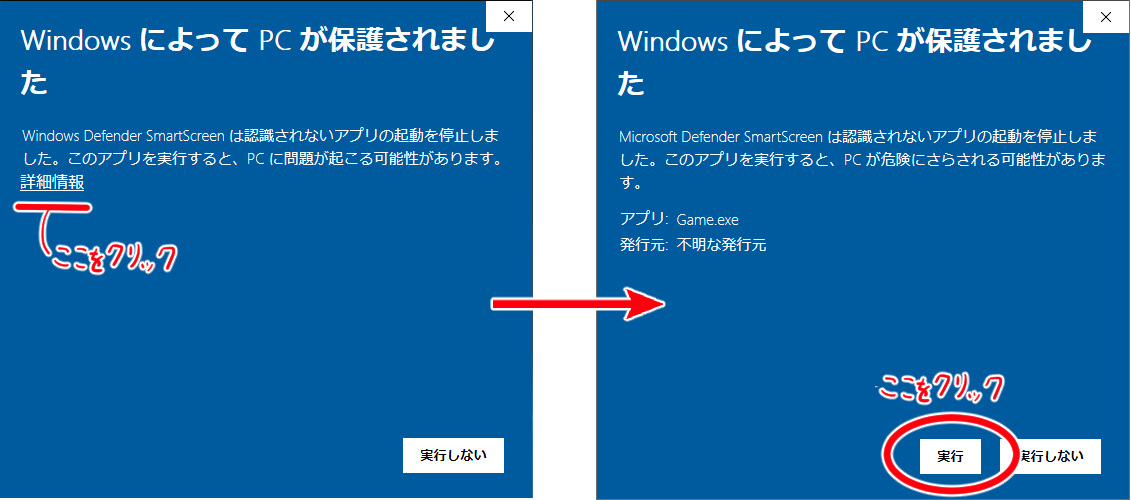 Windows によって PC が保護されまし
た
Windows Defender SmartScreen は認識されないアプリの起動を停止しま
した。このアプリを実行すると、PC に問題が起こる可能性があります。
詳細情報
ここをクリック
実行しない
Windows によって PC が保護されまし
た
Microsoft Defender SmartScreen は認識されないアプリの起動を停止しま
した。このアプリを実行すると、PC が危険にさらされる可能性がありま
す。
アプリ: Game.exe
発行元: 不明な発行元
ここをクリック
実行
実行しない